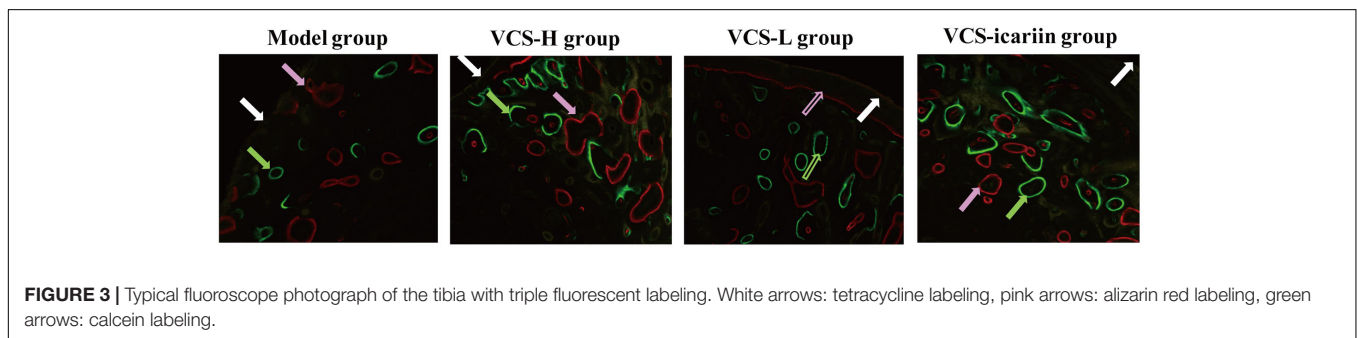 Model group
VCS-H group
VCS-L group
VCS-icariin group
FIGURE 3 | Typical fluoroscope photograph of the tibia with triple fluorescent labeling. White arrows: tetracycline labeling, pink arrows: alizarin red labeling, green
arrows: calcein labeling.